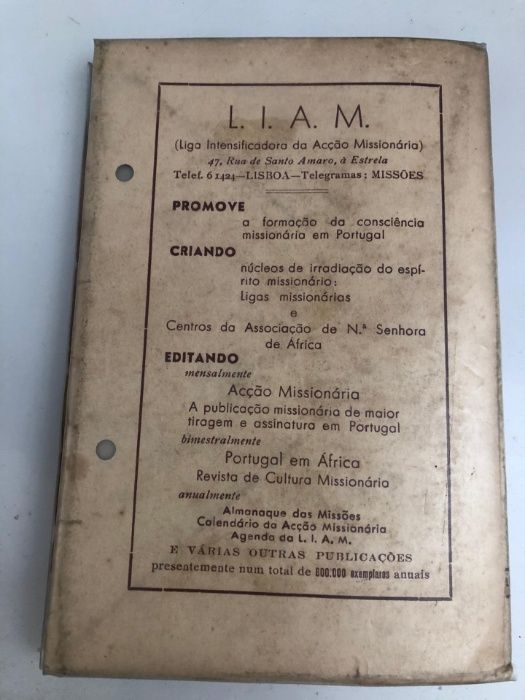 L. I. A. M.
(Liga Intensificadora da Acção Missionária)
47, Rua de Santo Amaro, à Estrela
Telef. 6 1424—LISBOA—Telegramas: MISSÕES
PROMOVE
a formação da consciência
missionária em Portugal
CRIANDO
núcleos de irradiação do espí-
rito missionário:
Ligas missionárias
e
Centros da Associação de N.ª Senhora
de África
EDITANDO
mensalmente
Acção Missionária
A publicação missionária de maior
tiragem e assinatura em Portugal
bimestralmente
Portugal em África
Revista de Cultura Missionária
anualmente
Almanaque das Missões
Calendário da Acção Missionária
Agenda da L. I. A. M.
E VÁRIAS OUTRAS PUBLICAÇÕES
presentemente num total de 800.000 exemplares anuais